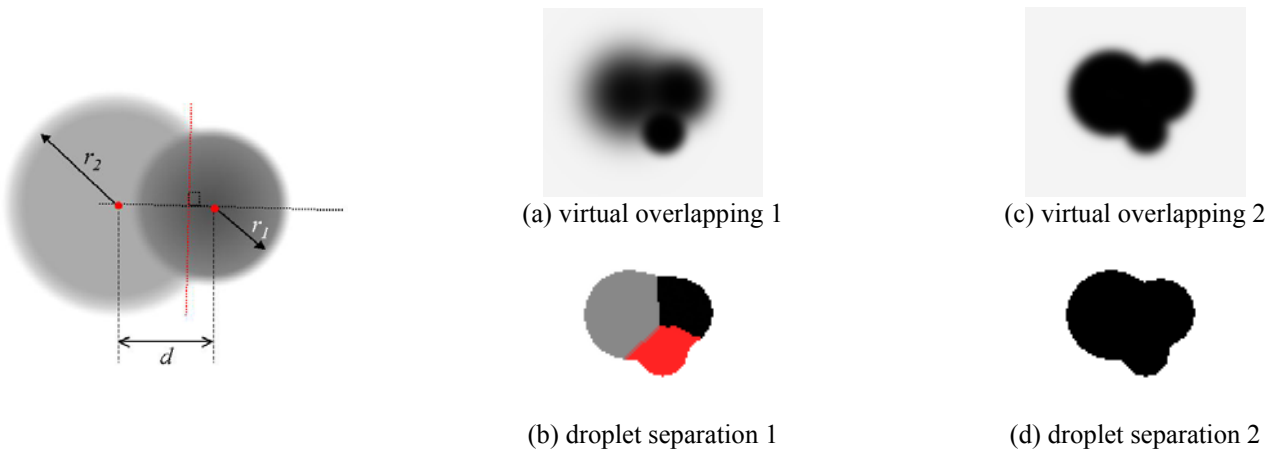 r2
r1
d
(a) virtual overlapping 1
(c) virtual overlapping 2
(b) droplet separation 1
(d) droplet separation 2